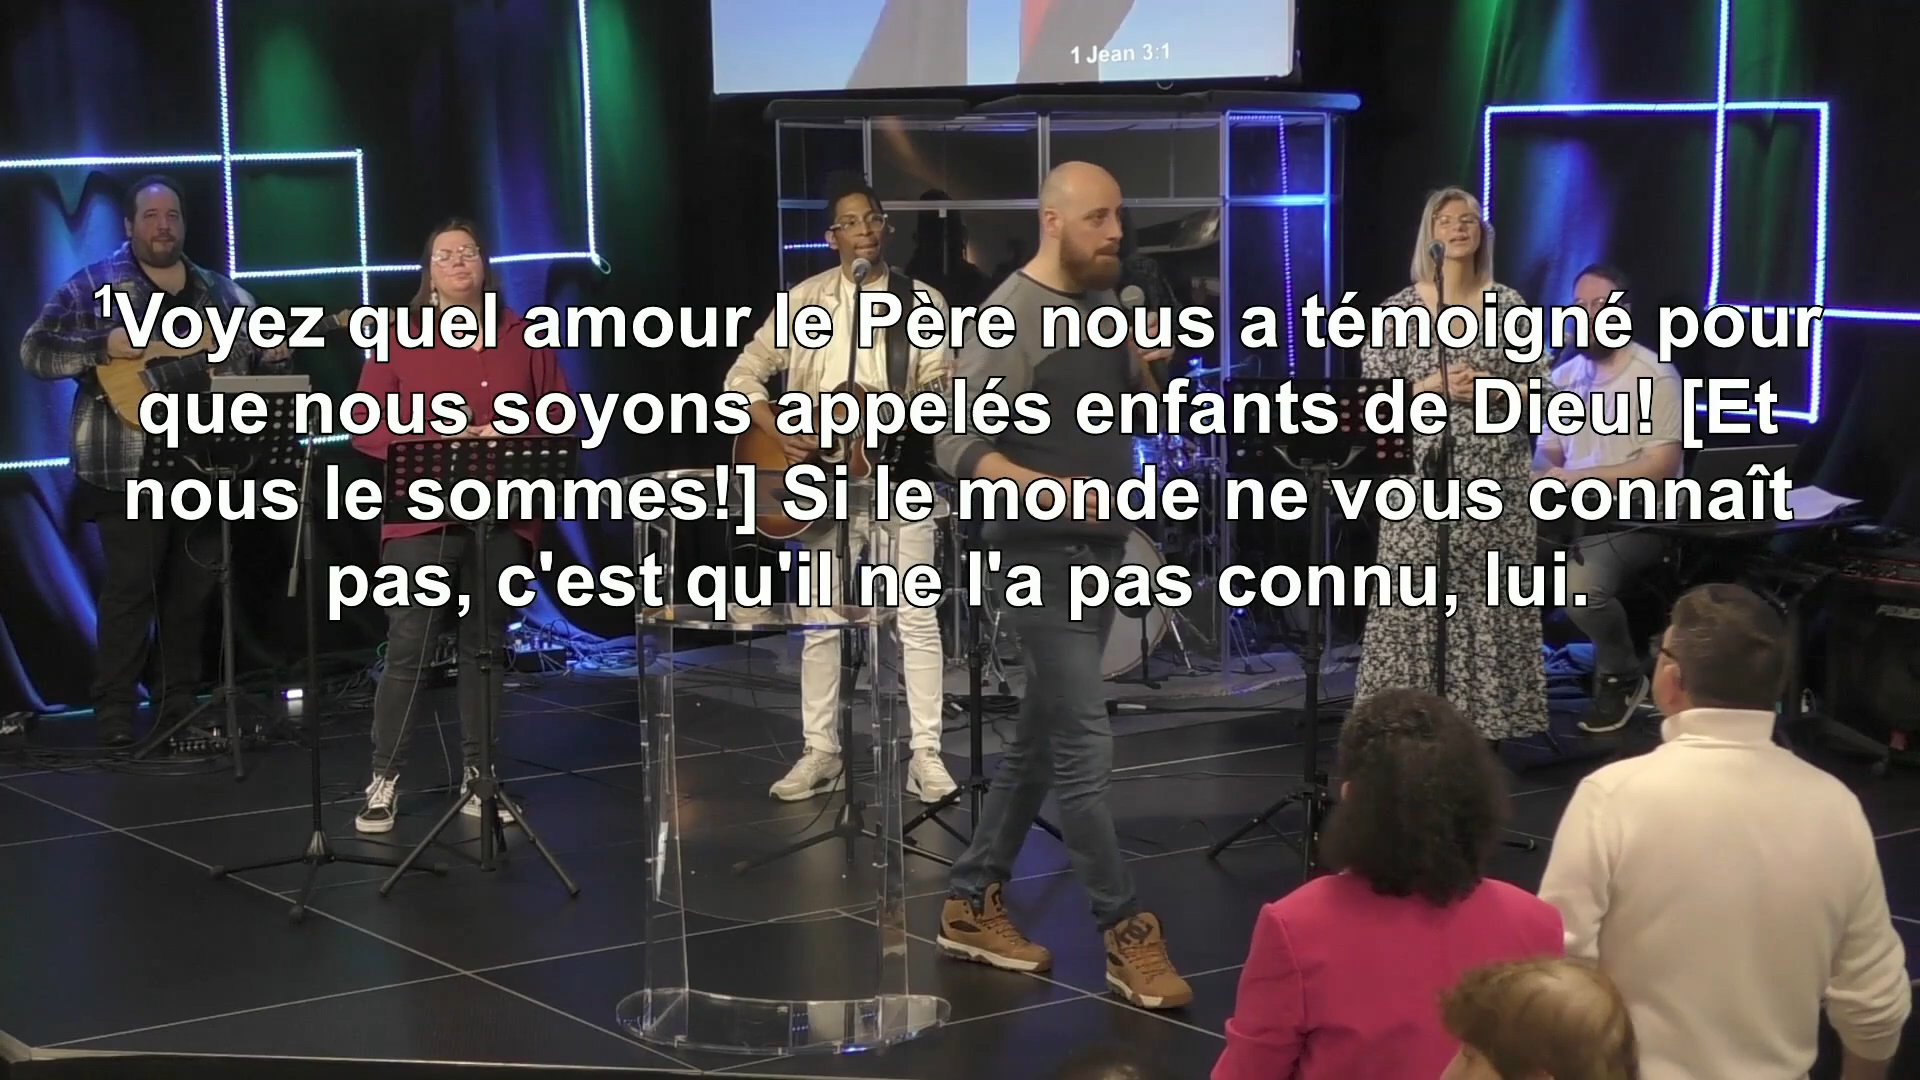 1 Jean 3:1
¹Voyez quel amour le Père nous a témoigné pour
que nous soyons appelés enfants de Dieu! [Et
nous le sommes!] Si le monde ne vous connaît
pas, c'est qu'il ne l'a pas connu, lui.